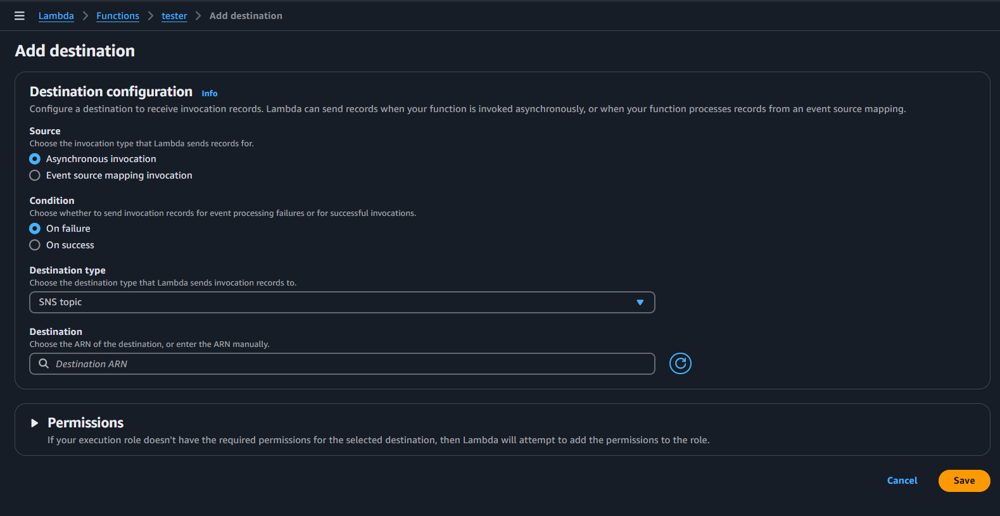 Lambda > Functions > tester > Add destination
Add destination
Destination configuration Info
Configure a destination to receive invocation records. Lambda can send records when your function is invoked asynchronously, or when your function processes records from an event source mapping.
Source
Choose the invocation type that Lambda sends records for.
Asynchronous invocation
Event source mapping invocation
Condition
Choose whether to send invocation records for event processing failures or for successful invocations.
On failure
On success
Destination type
Choose the destination type that Lambda sends invocation records to.
SNS topic
Destination
Choose the ARN of the destination, or enter the ARN manually.
Destination ARN
Permissions
If your execution role doesn't have the required permissions for the selected destination, then Lambda will attempt to add the permissions to the role.
Cancel Save